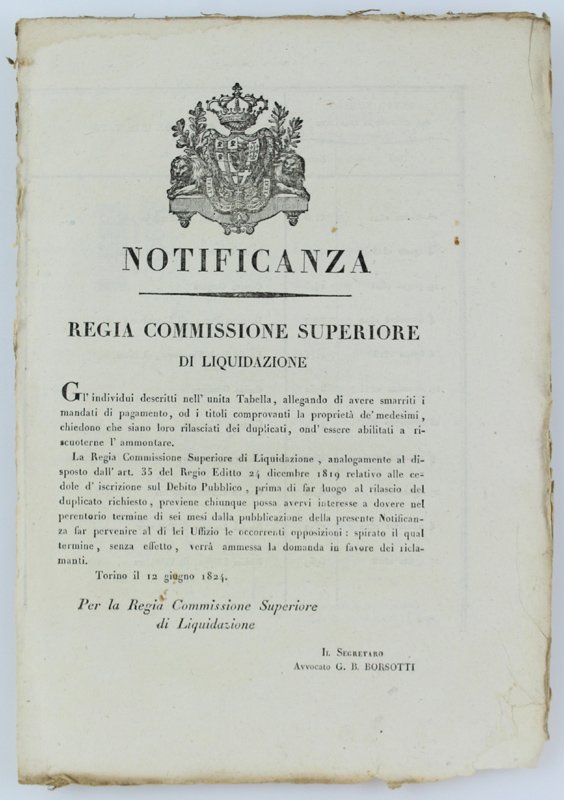 NOTIFICANZA
REGIA COMMISSIONE SUPERIORE
DI LIQUIDAZIONE
Gl' individui descritti nell' unita Tabella, allegando di avere smarriti i
mandati di pagamento, od i titoli comprovanti la proprietà de' medesimi,
chiedono che siano loro rilasciati dei duplicati, ond' essere abilitati a ri-
scuoterne l' ammontare.
La Regia Commissione Superiore di Liquidazione, analogamente al di-
sposto dall' art. 35 del Regio Editto 24 dicembre 1819 relativo alle ce-
dole d' iscrizione sul Debito Pubblico, prima di far luogo al rilascio del
duplicato richiesto, previene chiunque possa avervi interesse a dovere nel
perentorio termine di sei mesi dalla pubblicazione della presente Notifican-
za far pervenire al di lei Uffizio le occorrenti opposizioni: spirato il qual
termine, senza effetto, verrà ammessa la domanda in favore dei ricla-
manti.
Torino il 12 giugno 1824.
Per la Regia Commissione Superiore
di Liquidazione
IL SEGRETARO
Avvocato G. B. BORSOTTI